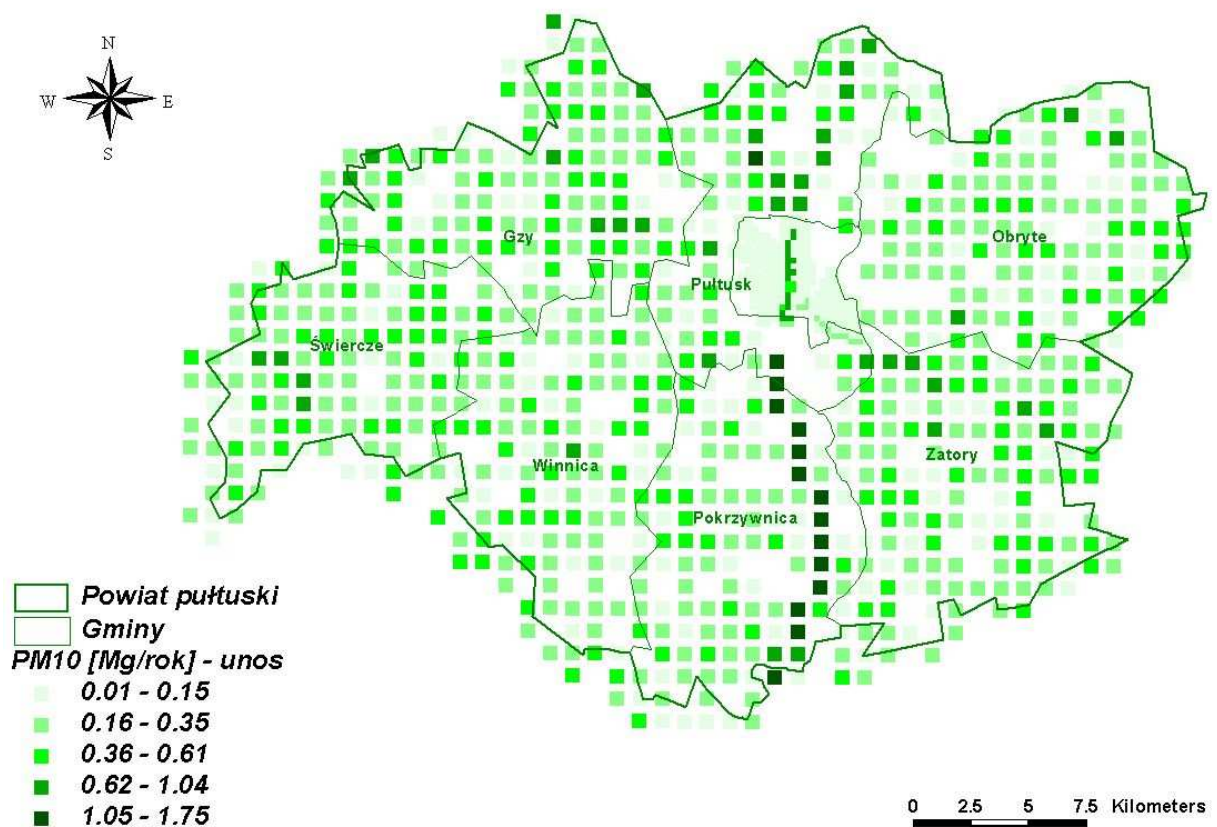 N
W E
S
Gzy
Obryte
Pułtusk
Świercze
Winnica
Zatory
Pokrzywnica
Powiat pułtuski
Gminy
PM10 [Mg/rok] - unos
0.01 - 0.15
0.16 - 0.35
0.36 - 0.61
0.62 - 1.04
1.05 - 1.75
0 2.5 5 7.5 Kilometers